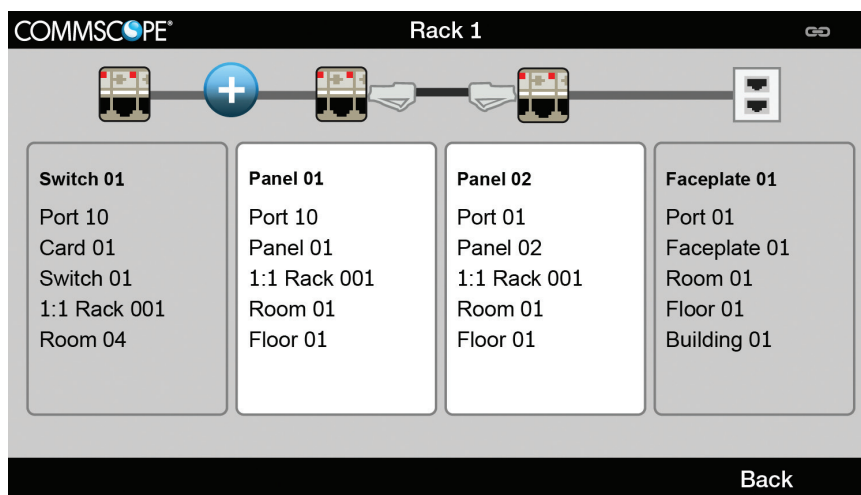 COMMSCOPE®
Rack 1
Switch 01
Port 10
Card 01
Switch 01
1:1 Rack 001
Room 04
Panel 01
Port 10
Panel 01
1:1 Rack 001
Room 01
Floor 01
Panel 02
Port 01
Panel 02
1:1 Rack 001
Room 01
Floor 01
Faceplate 01
Port 01
Faceplate 01
Room 01
Floor 01
Building 01
Back